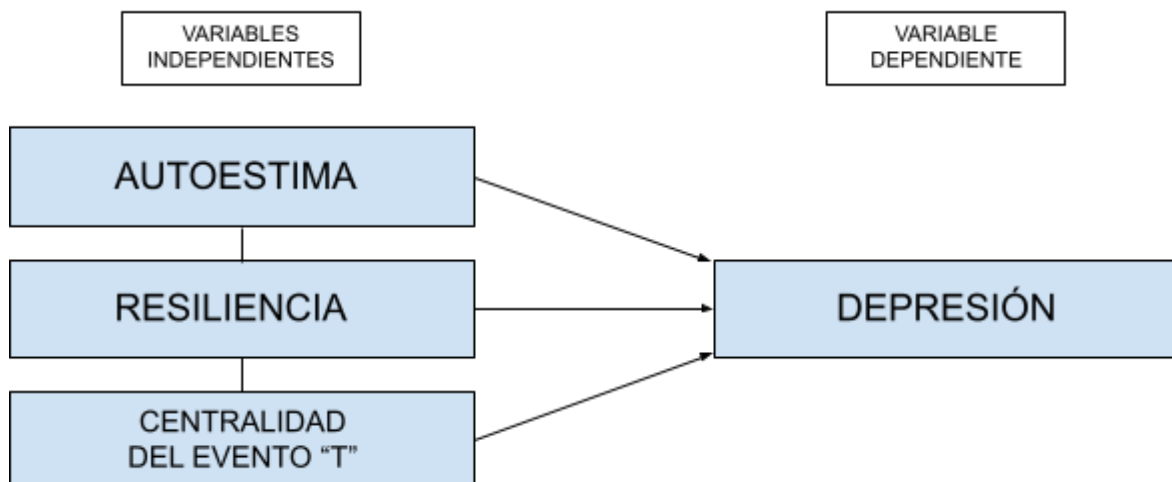 VARIABLES
INDEPENDIENTES
VARIABLE
DEPENDIENTE
AUTOESTIMA
RESILIENCIA
DEPRESIÓN
CENTRALIDAD
DEL EVENTO “T”